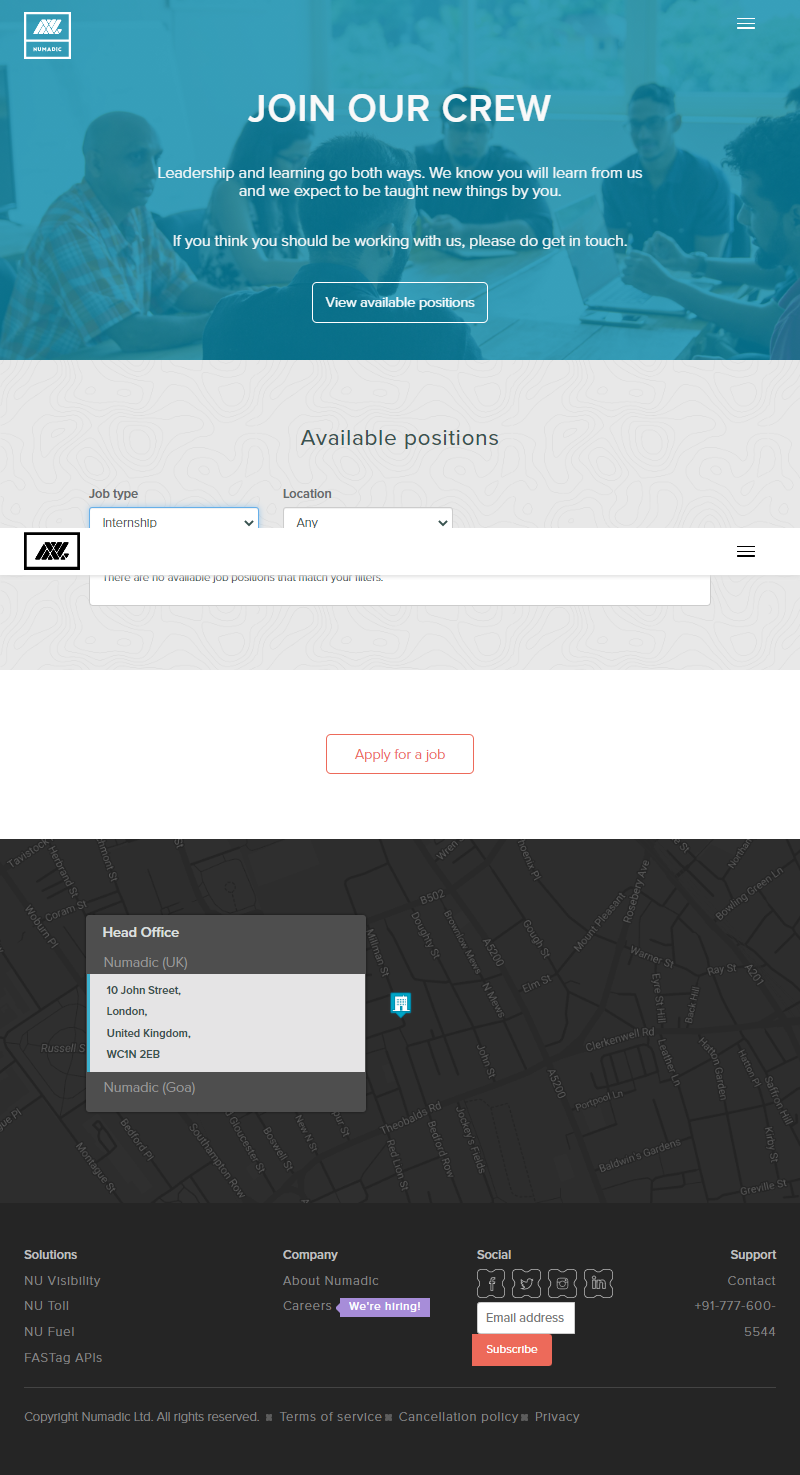 NUMADIC
JOIN OUR CREW
Leadership and learning go both ways. We know you will learn from us
and we expect to be taught new things by you.
If you think you should be working with us, please do get in touch.
View available positions
Available positions
Job type
Location
Internship
Any
There are no available job positions that match your filters.
Apply for a job
Tavistock
Herbrand St
Coram St
Woburn Pl
Russell S
Bedford Pl
Montague St
Southampton Row
Gloucester St
Boswell St
New N St
Theobalds Rd
Red Lion St
Bedford Row
Jockey's Fields
Millman St
Doughty St
Brownlow Mews
N Mews
John St
A5200
B502
Wren
Phoenix Pl
Gough St
Elm St
A5200
Mount Pleasant
Rosebery Ave
Warner St
Eyre St Hill
Back Hill
Ray St
A201
Bowling Green Ln
Clerkenwell Rd
Leather Ln
Hatton Garden
Hatton Pl
Saffron Hill
Kirby St
Portpool Ln
Baldwin's Gardens
Greville St
Head Office
Numadic (UK)
10 John Street,
London,
United Kingdom,
WC1N 2EB
Numadic (Goa)
Solutions
NU Visibility
NU Toll
NU Fuel
FASTag APIs
Company
About Numadic
Careers We're hiring!
Social
Email address
Subscribe
Support
Contact
+91-777-600-
5544
Copyright Numadic Ltd. All rights reserved. Terms of service Cancellation policy Privacy